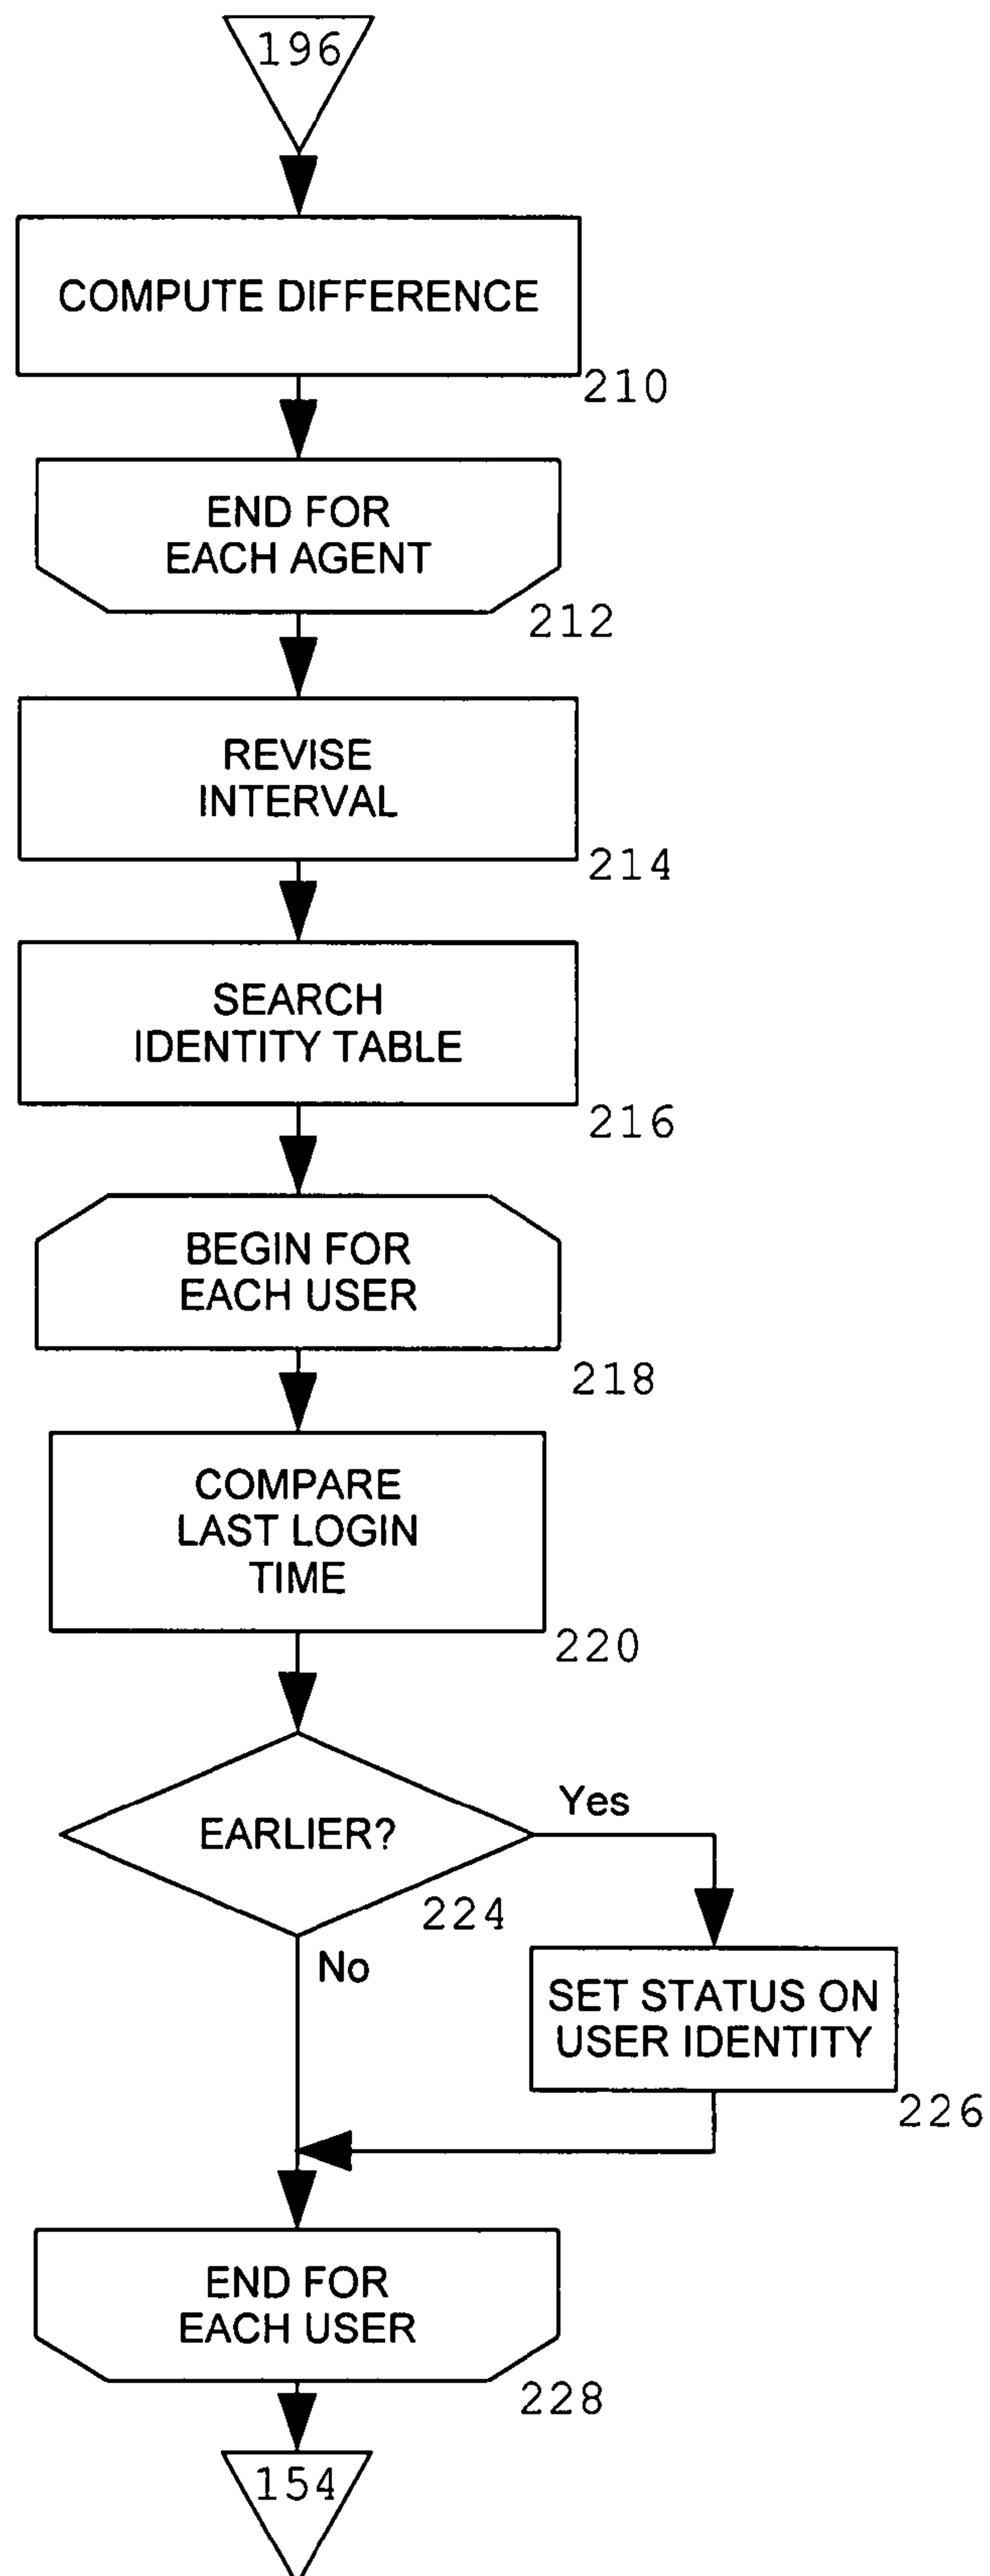 196
COMPUTE DIFFERENCE
210
END FOR
EACH AGENT
212
REVISE
INTERVAL
214
SEARCH
IDENTITY TABLE
216
BEGIN FOR
EACH USER
218
COMPARE
LAST LOGIN
TIME
220
EARLIER?
Yes
224
No
SET STATUS ON
USER IDENTITY
226
END FOR
EACH USER
228
154